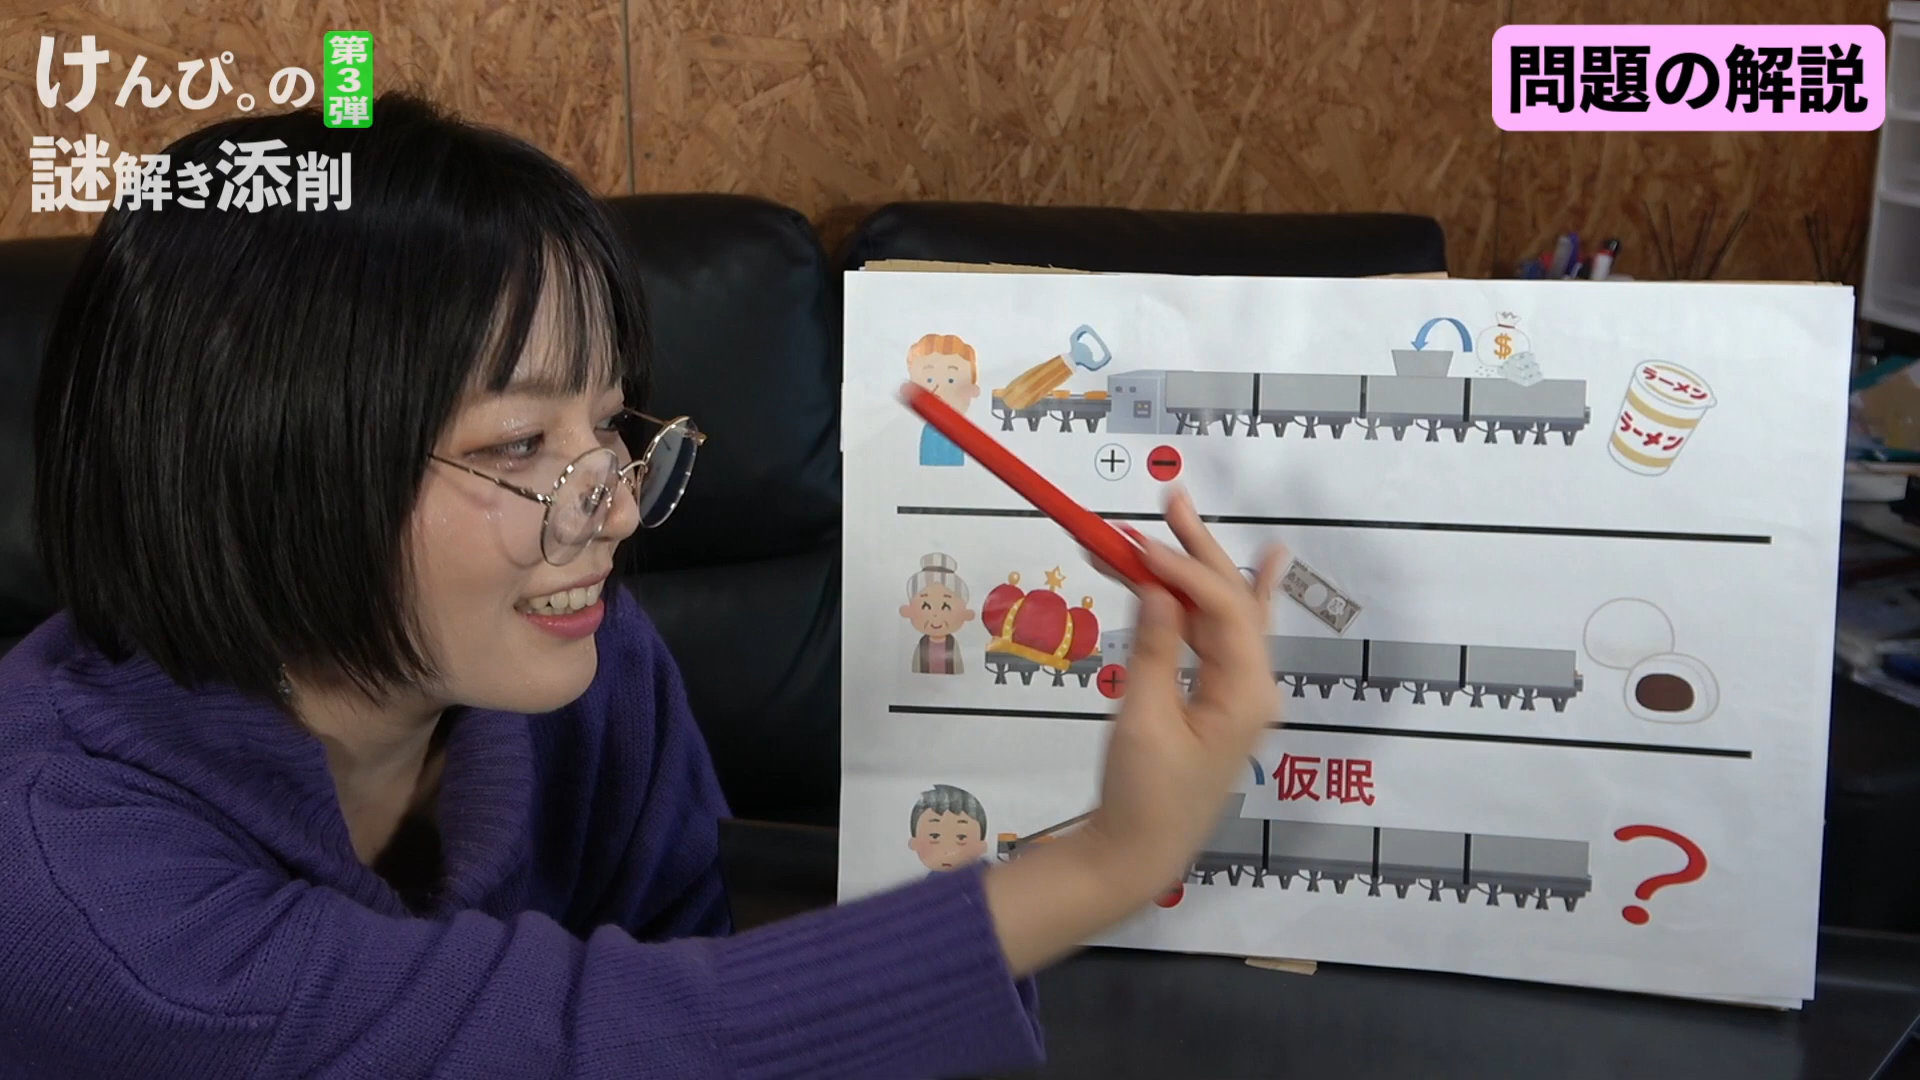 けんぴ。の
第3弾
謎解き添削
問題の解説
$
ラーメン
ラーメン
+ −
+
仮眠
?